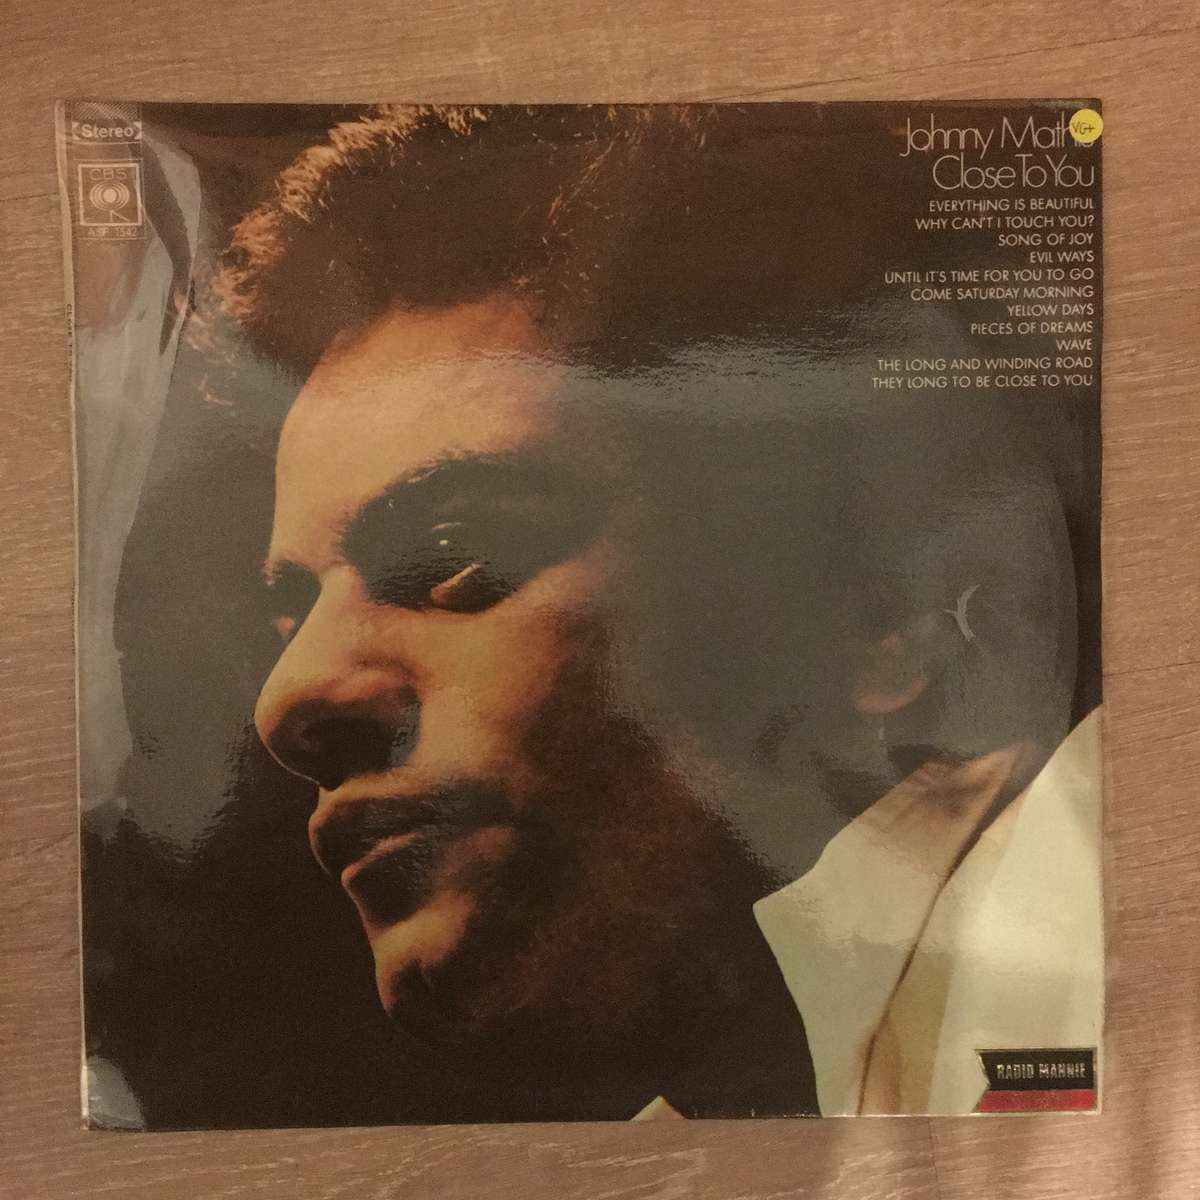 Stereo
CBS
ASF 1542
Johnny Mathis
VG+
Close To You
EVERYTHING IS BEAUTIFUL
WHY CAN'T I TOUCH YOU?
SONG OF JOY
EVIL WAYS
UNTIL IT'S TIME FOR YOU TO GO
COME SATURDAY MORNING
YELLOW DAYS
PIECES OF DREAMS
WAVE
THE LONG AND WINDING ROAD
THEY LONG TO BE CLOSE TO YOU
RADIO MANNIE